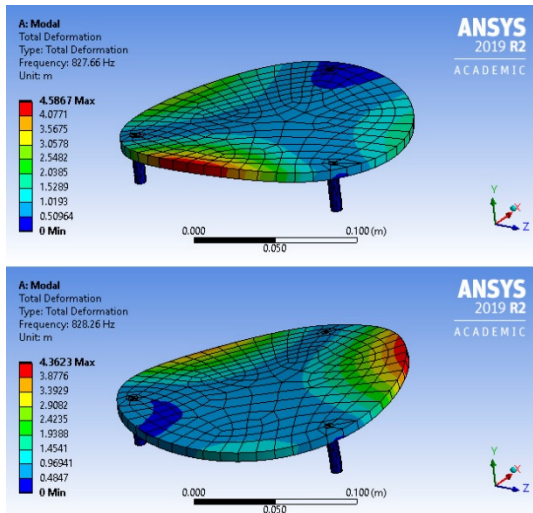 A: Modal
Total Deformation
Type: Total Deformation
Frequency: 827.66 Hz
Unit: m
4.5867 Max
4.0771
3.5675
3.0578
2.5482
2.0385
1.5289
1.0193
0.50964
0 Min
ANSYS
2019 R2
ACADEMIC
0.000
0.100 (m)
0.050
Y
X
Z
A: Modal
Total Deformation
Type: Total Deformation
Frequency: 828.26 Hz
Unit: m
4.3623 Max
3.8776
3.3929
2.9082
2.4235
1.9388
1.4541
0.96941
0.4847
0 Min
ANSYS
2019 R2
ACADEMIC
0.000
0.100 (m)
0.050
Y
X
Z